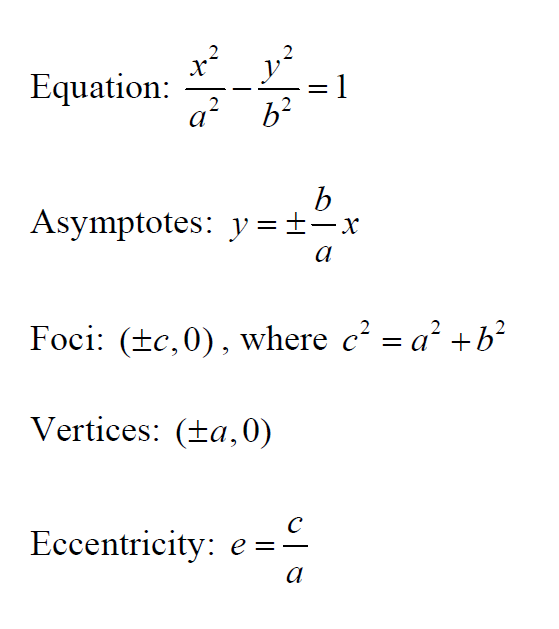 Equation: x²/a² − y²/b² = 1
Asymptotes: y = ± b/a x
Foci: (±c,0), where c² = a² + b²
Vertices: (±a,0)
Eccentricity: e = c/a